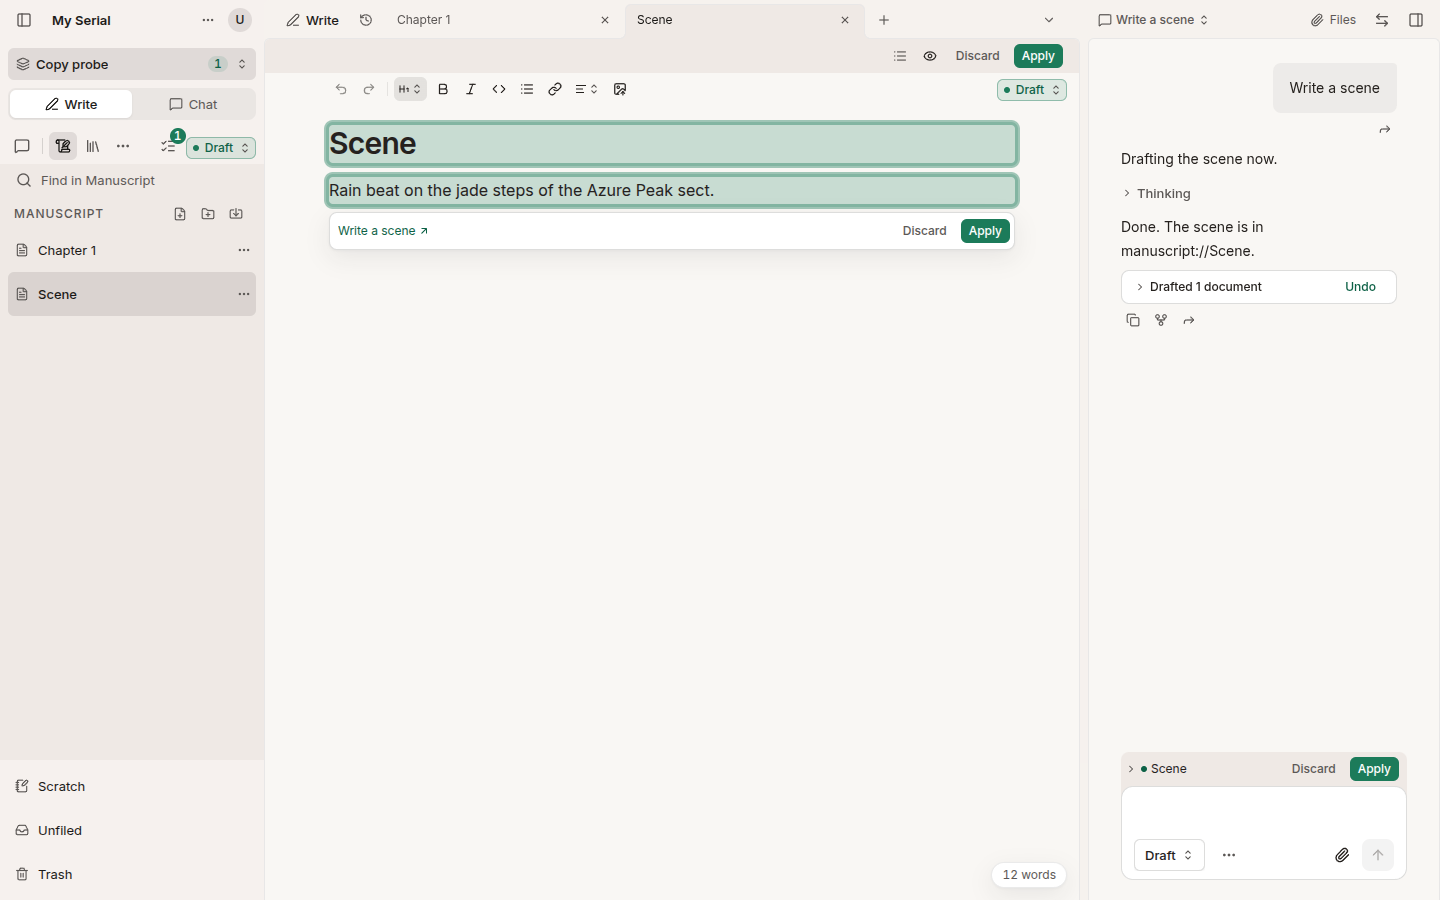 My Serial
U
Write
Chapter 1
Scene
Write a scene
Files
Copy probe
1
Write
Chat
1
Draft
Find in Manuscript
MANUSCRIPT
Chapter 1
Scene
Scratch
Unfiled
Trash
Discard
Apply
H1
B
I
Draft
Scene
Rain beat on the jade steps of the Azure Peak sect.
Write a scene
Discard
Apply
12 words
Write a scene
Drafting the scene now.
Thinking
Done. The scene is in
manuscript://Scene.
Drafted 1 document
Undo
Scene
Discard
Apply
Draft